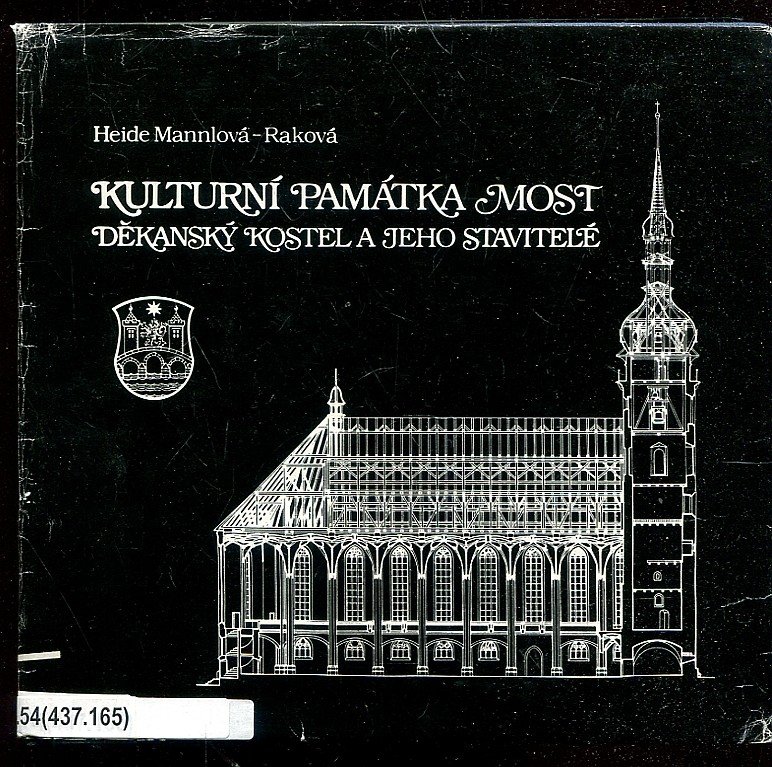 Heide Mannlová-Raková
KULTURNÍ PAMÁTKA MOST
DĚKANSKÝ KOSTEL A JEHO STAVITELÉ
.54(437.165)